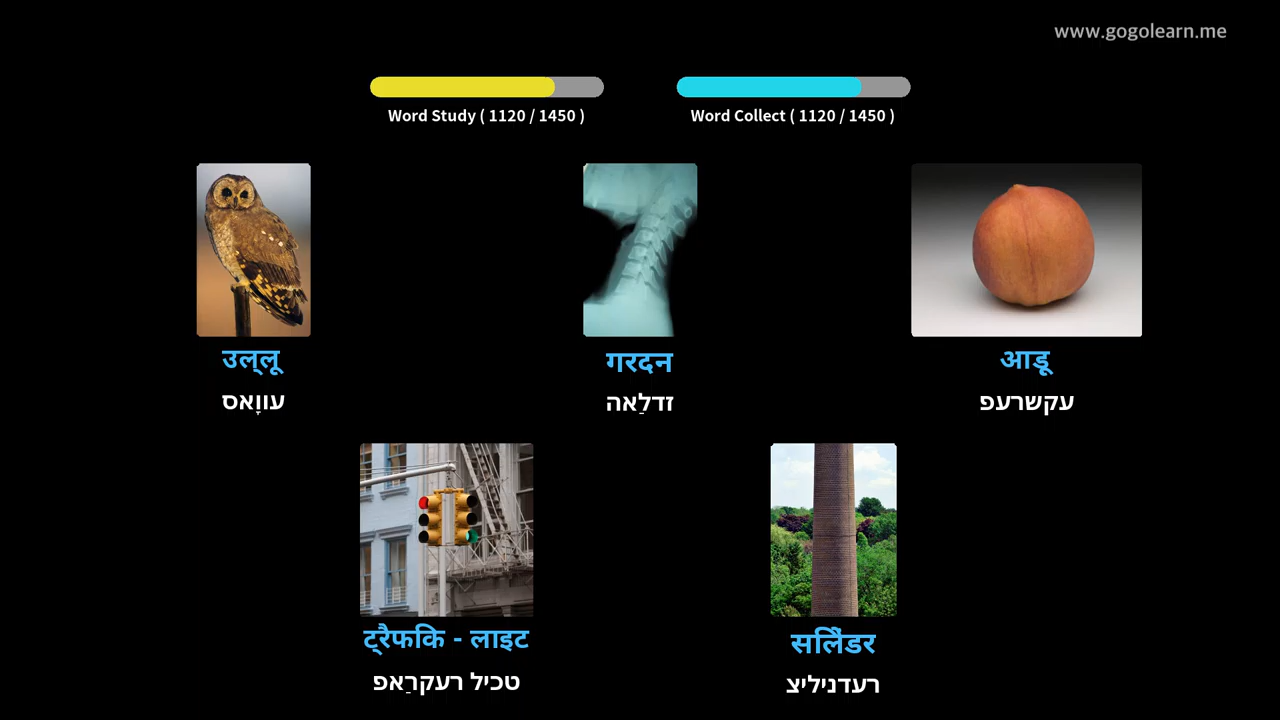 www.gogolearn.me
Word Study ( 1120 / 1450 )
Word Collect ( 1120 / 1450 )
उल्‌लू
गरदन
आडू
עווָאס
זדלַאה
עקשרעפ
ट्रैफकि - लाइट
सलििंडर
טכיל רעקרַאפ
רעדניליצ